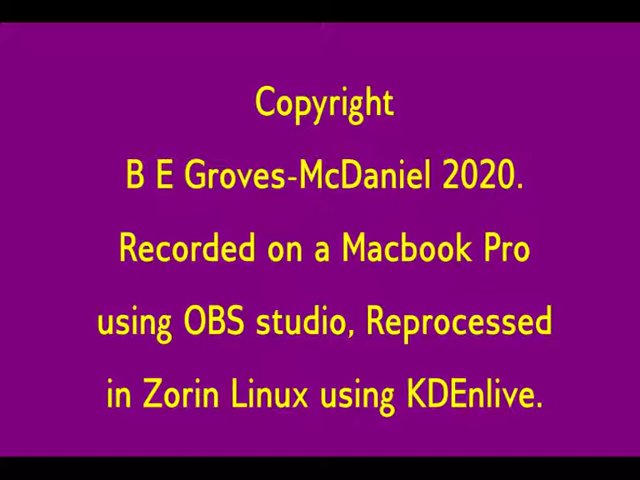 Copyright
B E Groves-McDaniel 2020.
Recorded on a Macbook Pro
using OBS studio, Reprocessed
in Zorin Linux using KDEnlive.